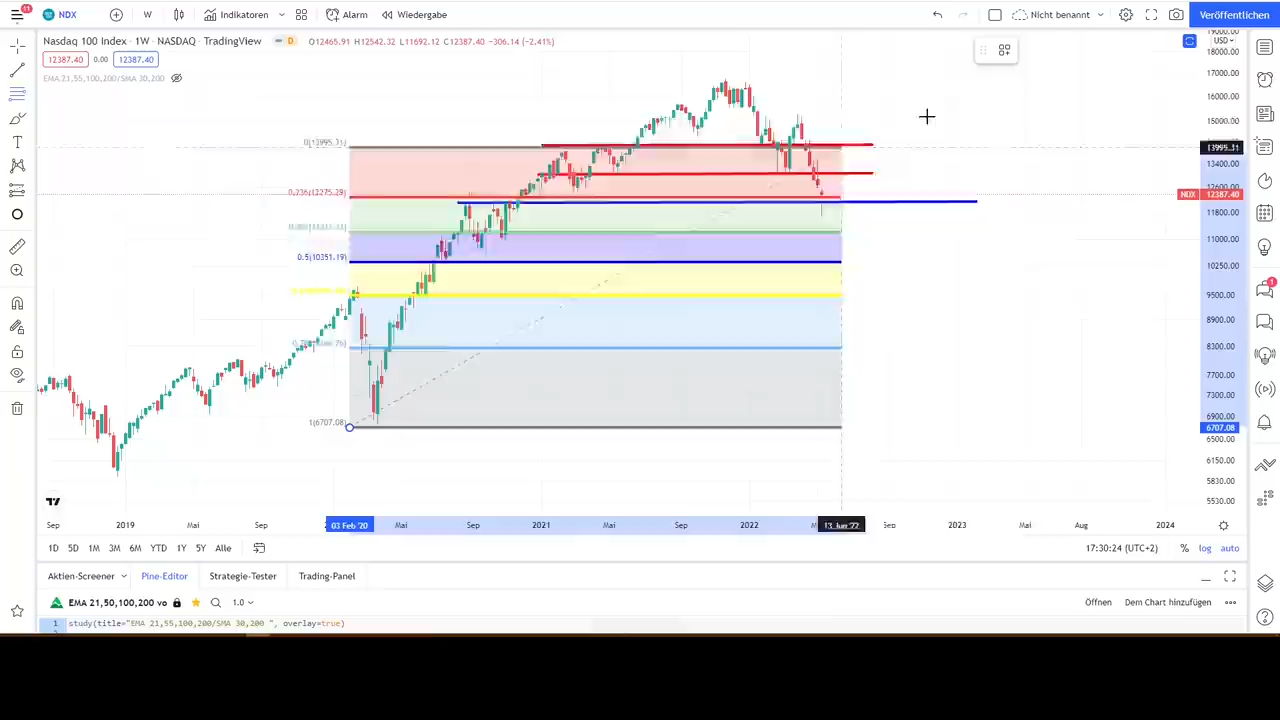 11
NDX
W
Indikatoren
Alarm
Wiedergabe
Nicht benannt
Veröffentlichen
Nasdaq 100 Index · 1W · NASDAQ · TradingView
D
O12465.91 H12542.32 L11692.12 C12387.40 −306.14 (−2.41%)
USD
12387.40 0.00 12387.40
EMA 21,55,100,200/SMA 30,200
19000.00
18000.00
17000.00
16000.00
15000.00
0(13995.31)
13995.31
13400.00
12600.00
0.236(12275.29)
NDX 12387.40
11800.00
11000.00
0.5(10351.19)
10250.00
9500.00
8900.00
8300.00
7700.00
7300.00
6900.00
1(6707.08)
6707.08
6500.00
6150.00
5830.00
5530.00
Sep 2019 Mai Sep 03 Feb '20 Mai Sep 2021 Mai Sep 2022 13 Jun '22 Sep 2023 Mai Aug 2024
1D 5D 1M 3M 6M YTD 1Y 5Y Alle
17:30:24 (UTC+2) % log auto
Aktien-Screener Pine-Editor Strategie-Tester Trading-Panel
EMA 21,50,100,200 vo 1.0
Öffnen Dem Chart hinzufügen
1 study(title="EMA 21,55,100,200/SMA 30,200 ", overlay=true)
1